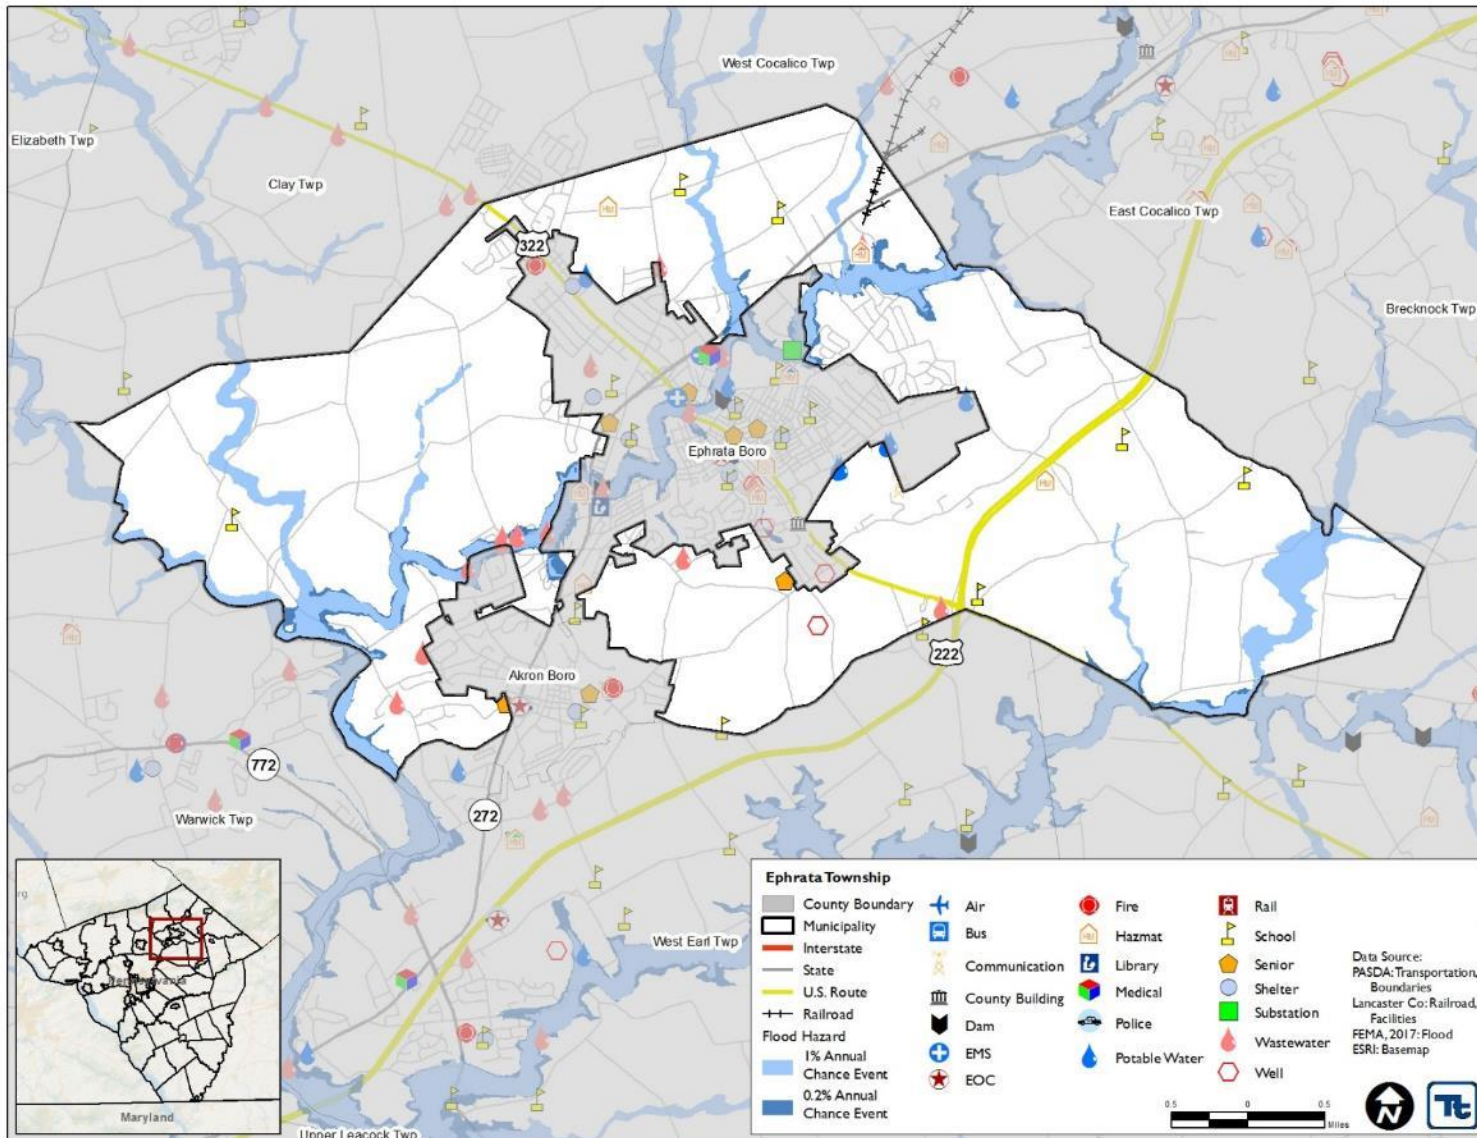 West Cocalico Twp
Elizabeth Twp
Clay Twp
East Cocalico Twp
322
Brecknock Twp
Ephrata Boro
222
Akron Boro
772
272
Warwick Twp
West Earl Twp
Upper Leacock Twp
Pennsylvania
Maryland
Ephrata Township
County Boundary
Municipality
Interstate
State
U.S. Route
Railroad
Flood Hazard
1% Annual
Chance Event
0.2% Annual
Chance Event
Air
Bus
Communication
County Building
Dam
EMS
EOC
Fire
Hazmat
Library
Medical
Police
Potable Water
Rail
School
Senior
Shelter
Substation
Wastewater
Well
Data Source:
PASDA: Transportation,
Boundaries
Lancaster Co: Railroad,
Facilities
FEMA, 2017: Flood
ESRI: Basemap
0.5 0 0.5
Miles
N
Tt